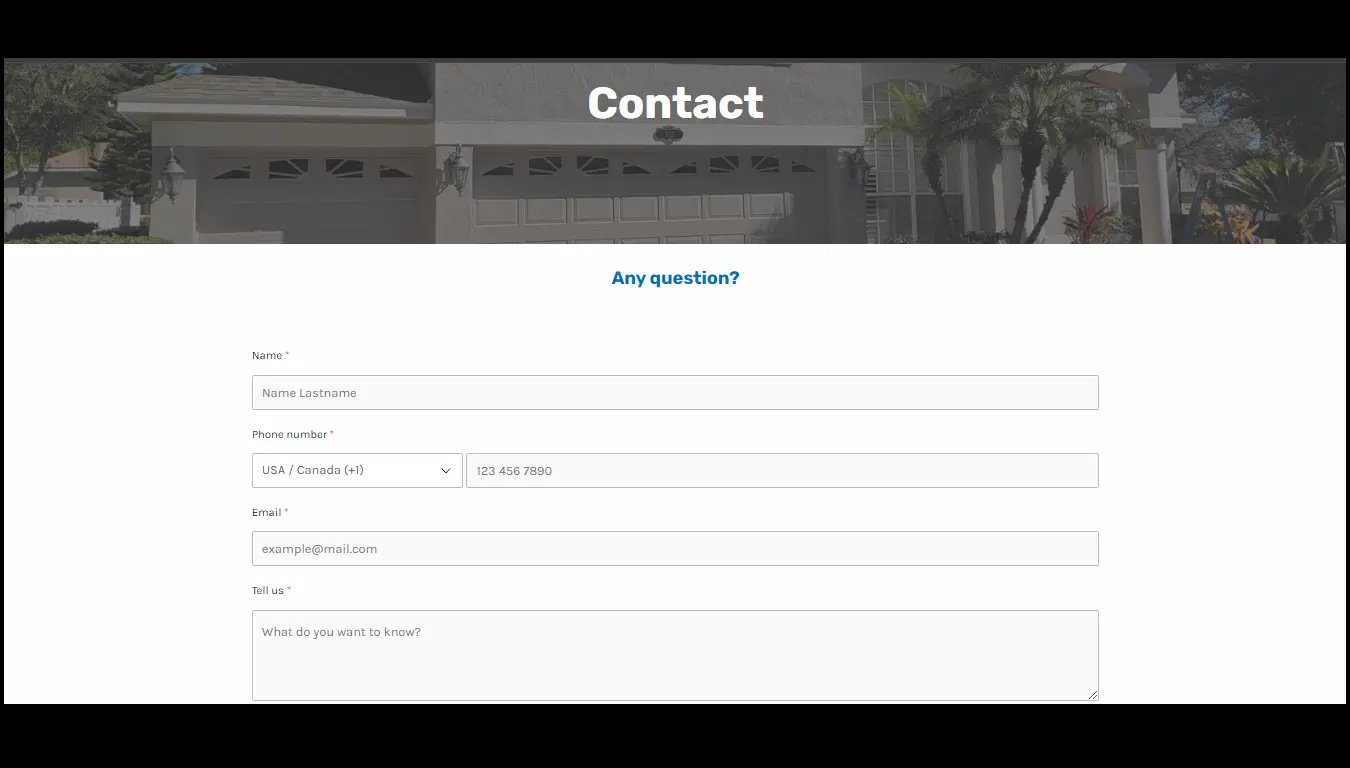 Contact
Any question?
Name *
Name Lastname
Phone number *
USA / Canada (+1) 123 456 7890
Email *
example@mail.com
Tell us *
What do you want to know?